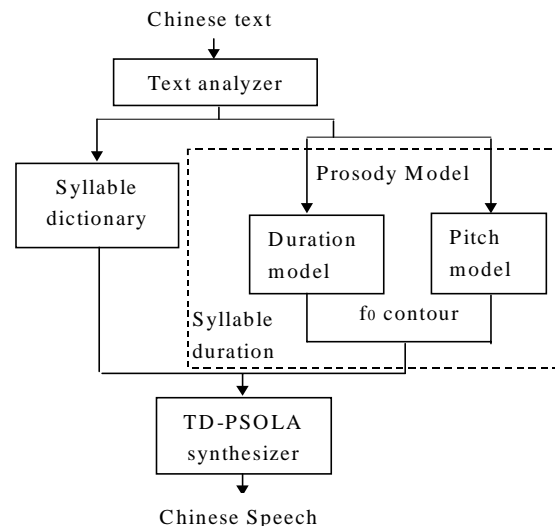 Chinese text
Text analyzer
Syllable
dictionary
Prosody Model
Duration
model
Pitch
model
Syllable
duration
f0 contour
TD-PSOLA
synthesizer
Chinese Speech